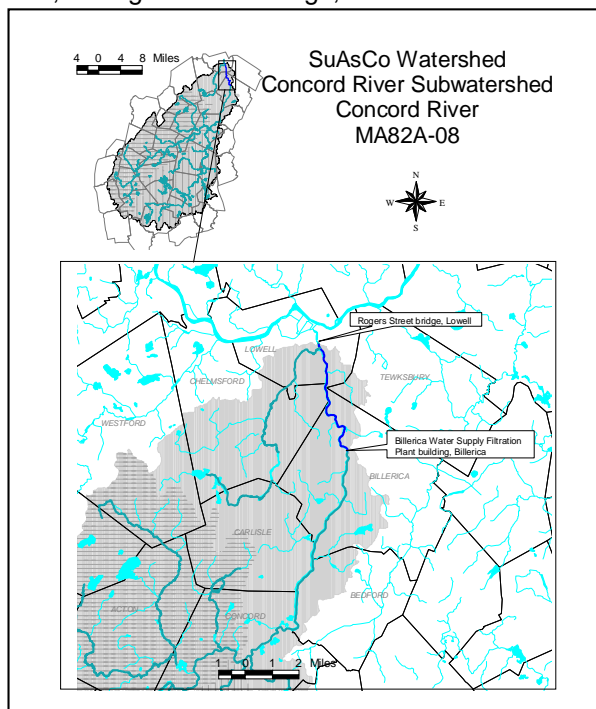 4 0 4 8 Miles
SuAsCo Watershed
Concord River Subwatershed
Concord River
MA82A-08
N
W E
S
Rogers Street bridge, Lowell
LOWELL
CHELMSFORD
TEWKSBURY
WESTFORD
Billerica Water Supply Filtration
Plant building, Billerica
BILLERICA
CARLISLE
BEDFORD
ACTON
CONCORD
1 0 1 2 Miles